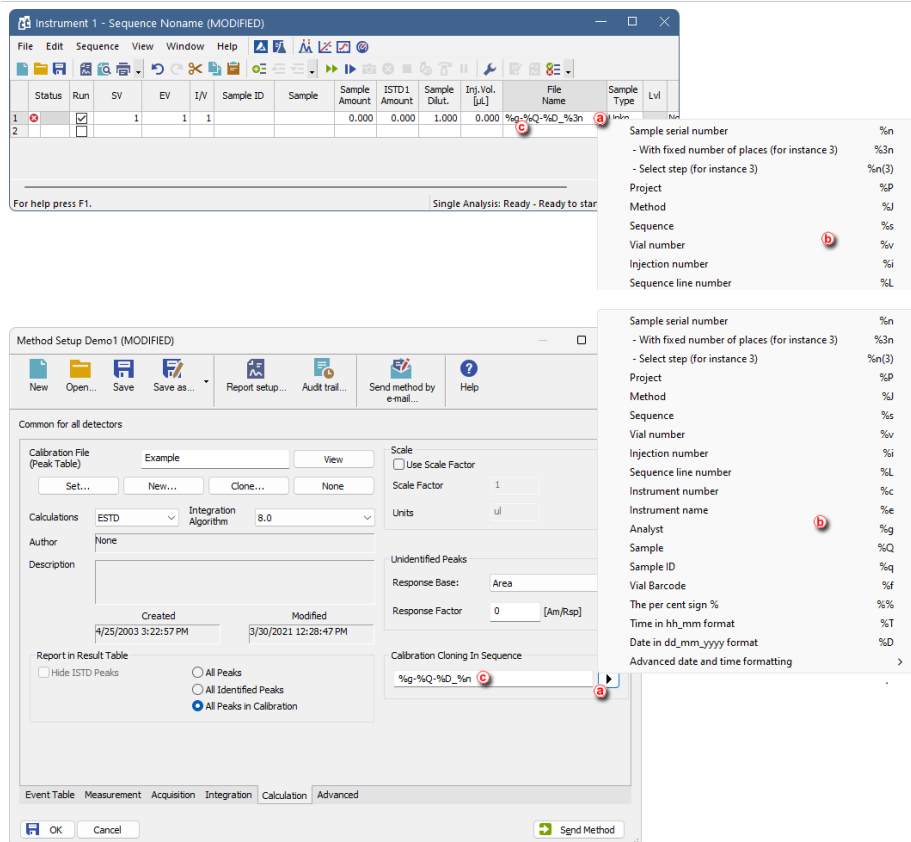 Instrument 1 - Sequence Noname (MODIFIED)
File Edit Sequence View Window Help
Status Run SV EV I/V Sample ID Sample Sample Amount ISTD1 Amount Sample Dilut. Inj.Vol. [µL] File Name Sample Type Lvl
1 1 1 1 0.000 0.000 1.000 0.000 %g-%Q-%D_%3n a Unkn
c
2
For help press F1.
Single Analysis: Ready - Ready to star
Sample serial number %n
- With fixed number of places (for instance 3) %3n
- Select step (for instance 3) %n(3)
Project %P
Method %J
Sequence %s
Vial number %v
b
Injection number %i
Sequence line number %L
Method Setup Demo1 (MODIFIED)
New Open... Save Save as... Report setup... Audit trail... Send method by e-mail... Help
Common for all detectors
Calibration File
(Peak Table)
Example
View
Set... New... Clone... None
Calculations
ESTD
Integration
Algorithm
8.0
Author
None
Description
Created Modified
4/25/2003 3:22:57 PM 3/30/2021 12:28:47 PM
Report in Result Table
Hide ISTD Peaks
All Peaks
All Identified Peaks
All Peaks in Calibration
Scale
Use Scale Factor
Scale Factor 1
Units ul
Unidentified Peaks
Response Base: Area
Response Factor 0 [Am/Rsp]
Calibration Cloning In Sequence
%g-%Q-%D_%n c
a
Sample serial number %n
- With fixed number of places (for instance 3) %3n
- Select step (for instance 3) %n(3)
Project %P
Method %J
Sequence %s
Vial number %v
Injection number %i
Sequence line number %L
Instrument number %c
Instrument name %e
b
Analyst %g
Sample %Q
Sample ID %q
Vial Barcode %f
The per cent sign % %%
Time in hh_mm format %T
Date in dd_mm_yyyy format %D
Advanced date and time formatting
Event Table Measurement Acquisition Integration Calculation Advanced
OK Cancel Send Method